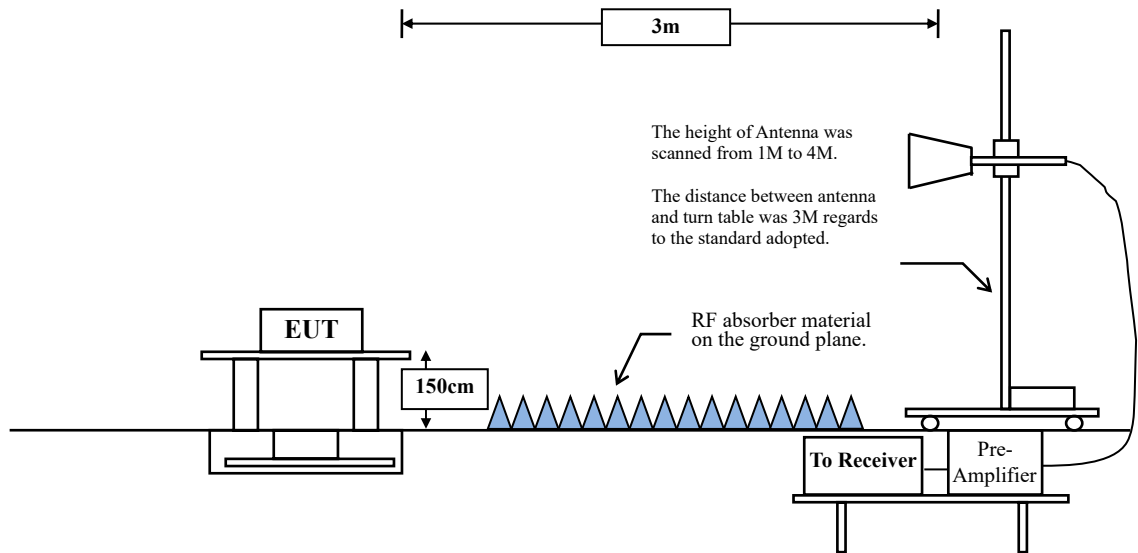 3m
The height of Antenna was
scanned from 1M to 4M.
The distance between antenna
and turn table was 3M regards
to the standard adopted.
RF absorber material
on the ground plane.
EUT
150cm
To Receiver
Pre-
Amplifier